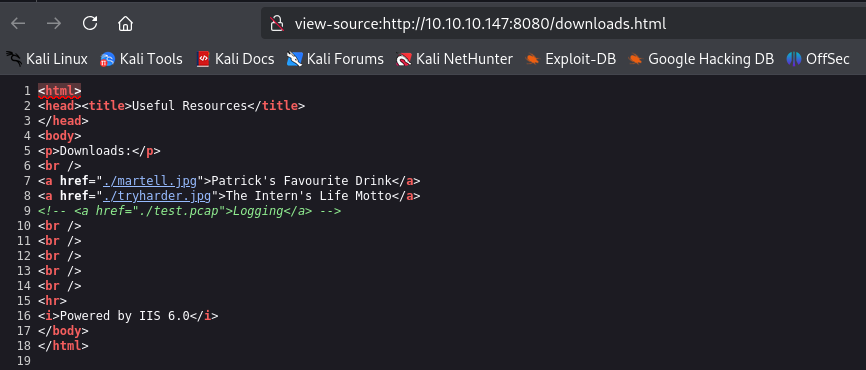 view-source:http://10.10.10.147:8080/downloads.html
Kali Linux Kali Tools Kali Docs Kali Forums Kali NetHunter Exploit-DB Google Hacking DB OffSec
1 <html>
2 <head><title>Useful Resources</title>
3 </head>
4 <body>
5 <p>Downloads:</p>
6 <br />
7 <a href="./martell.jpg">Patrick's Favourite Drink</a>
8 <a href="./tryharder.jpg">The Intern's Life Motto</a>
9 <!-- <a href="./test.pcap">Logging</a> -->
10 <br />
11 <br />
12 <br />
13 <br />
14 <br />
15 <hr>
16 <i>Powered by IIS 6.0</i>
17 </body>
18 </html>
19